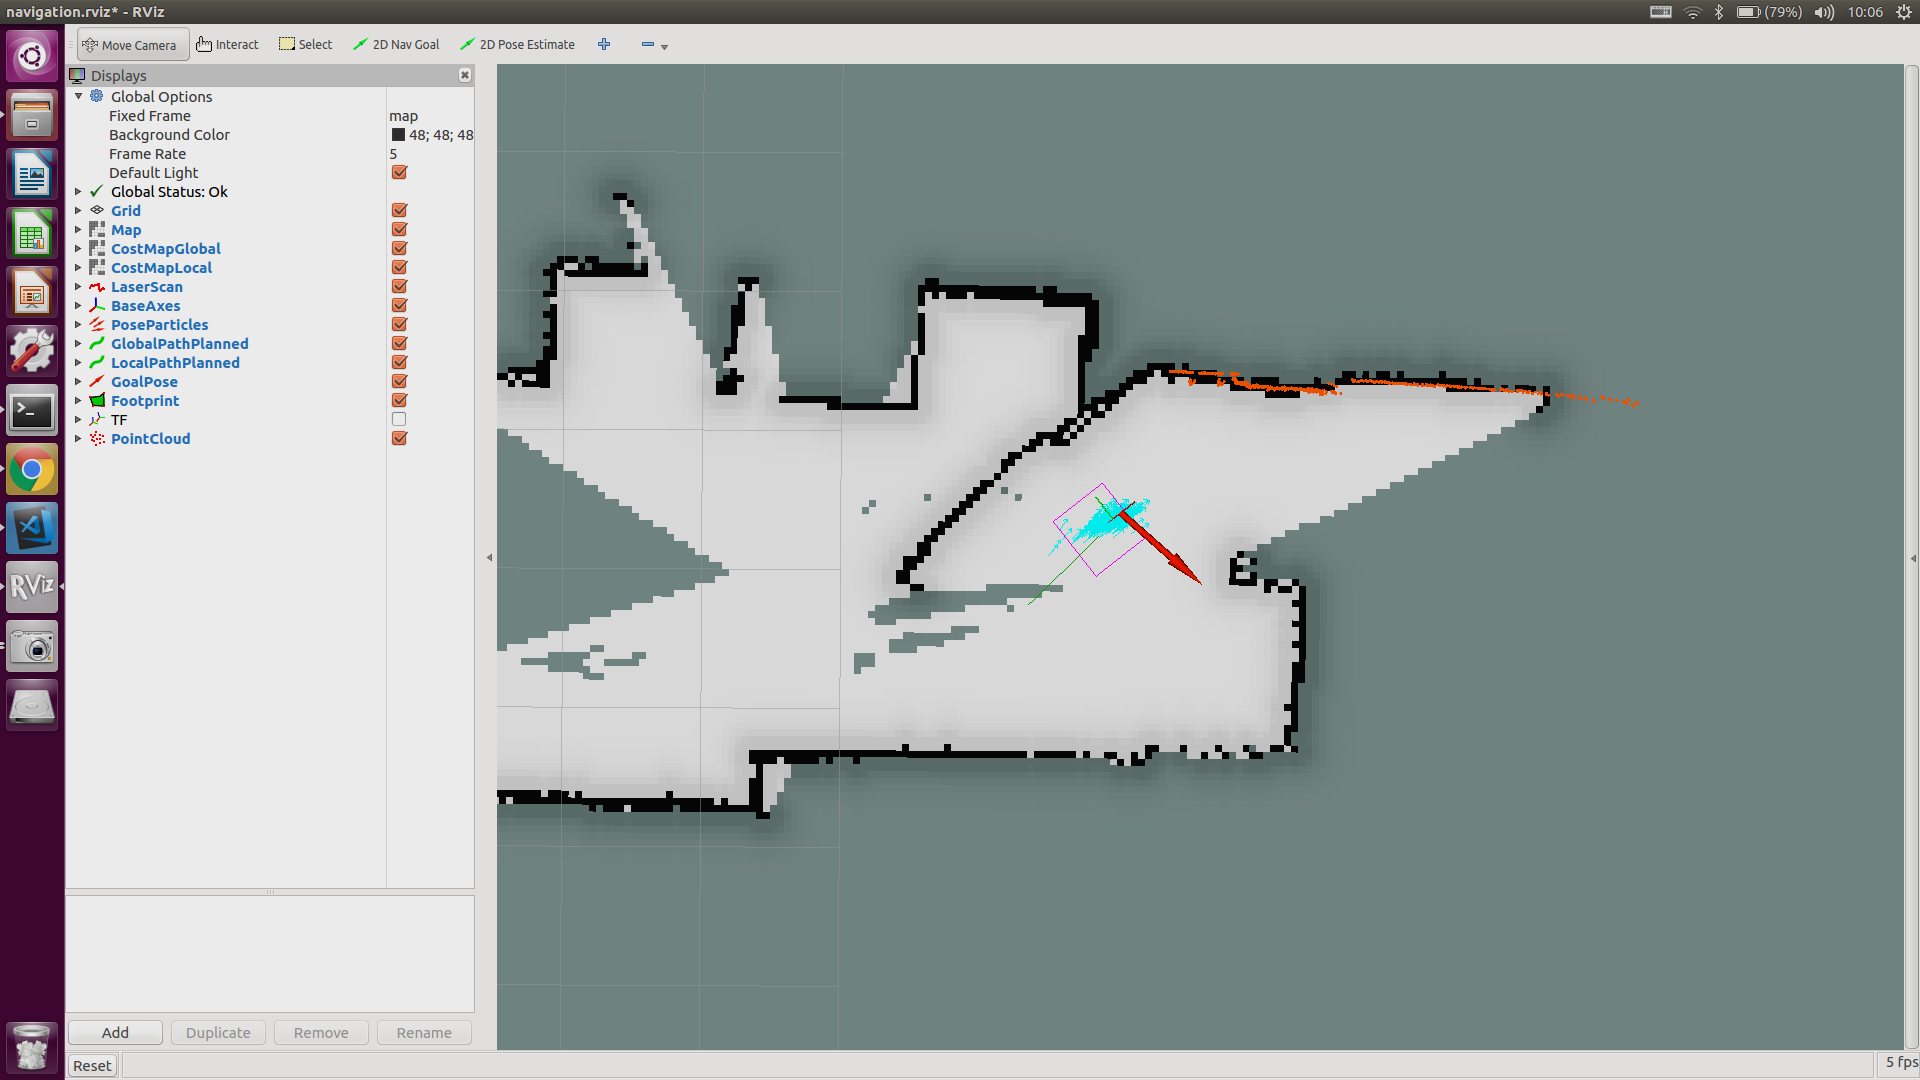 navigation.rviz* - RViz
(79%)
10:06
Move Camera
Interact
Select
2D Nav Goal
2D Pose Estimate
Displays
Global Options
Fixed Frame map
Background Color 48; 48; 48
Frame Rate 5
Default Light
Global Status: Ok
Grid
Map
CostMapGlobal
CostMapLocal
LaserScan
BaseAxes
PoseParticles
GlobalPathPlanned
LocalPathPlanned
GoalPose
Footprint
TF
PointCloud
RViz
Add
Duplicate
Remove
Rename
Reset
5 fps